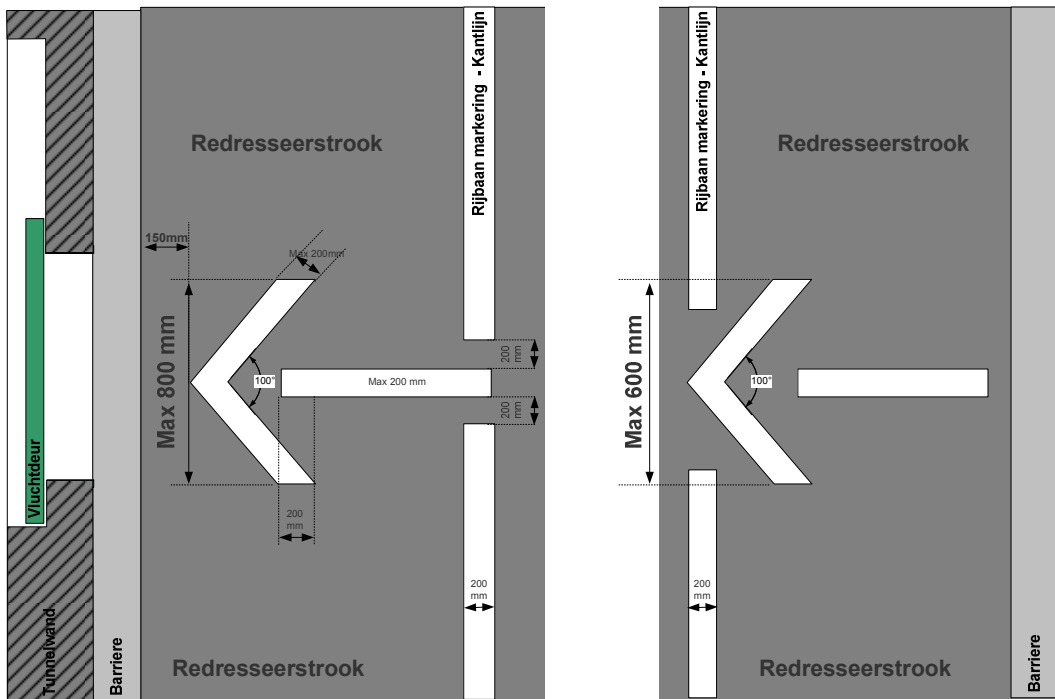 Redresseerstrook
Rijbaan markering - Kantlijn
150mm
Max 200mm
Max 800 mm
100°
200
mm
Max 200 mm
200
mm
200
mm
200
mm
Vluchtdeur
Tunnelwand
Barriere
Redresseerstrook
Rijbaan markering - Kantlijn
Redresseerstrook
Max 600 mm
100°
200
mm
Redresseerstrook
Barriere